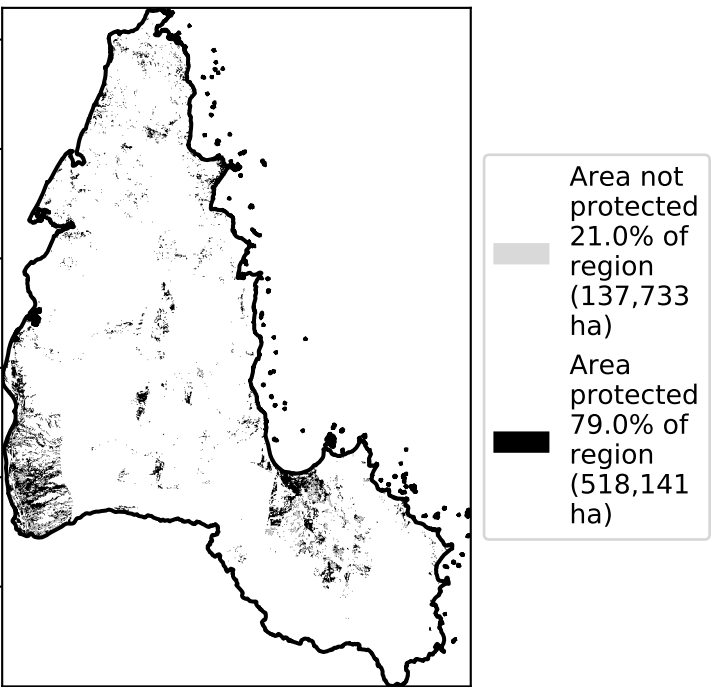 Area not
protected
21.0% of
region
(137,733
ha)
Area
protected
79.0% of
region
(518,141
ha)